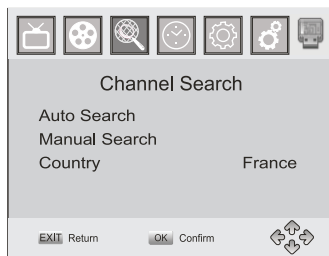 Channel Search
Auto Search
Manual Search
Country France
EXIT Return OK Confirm